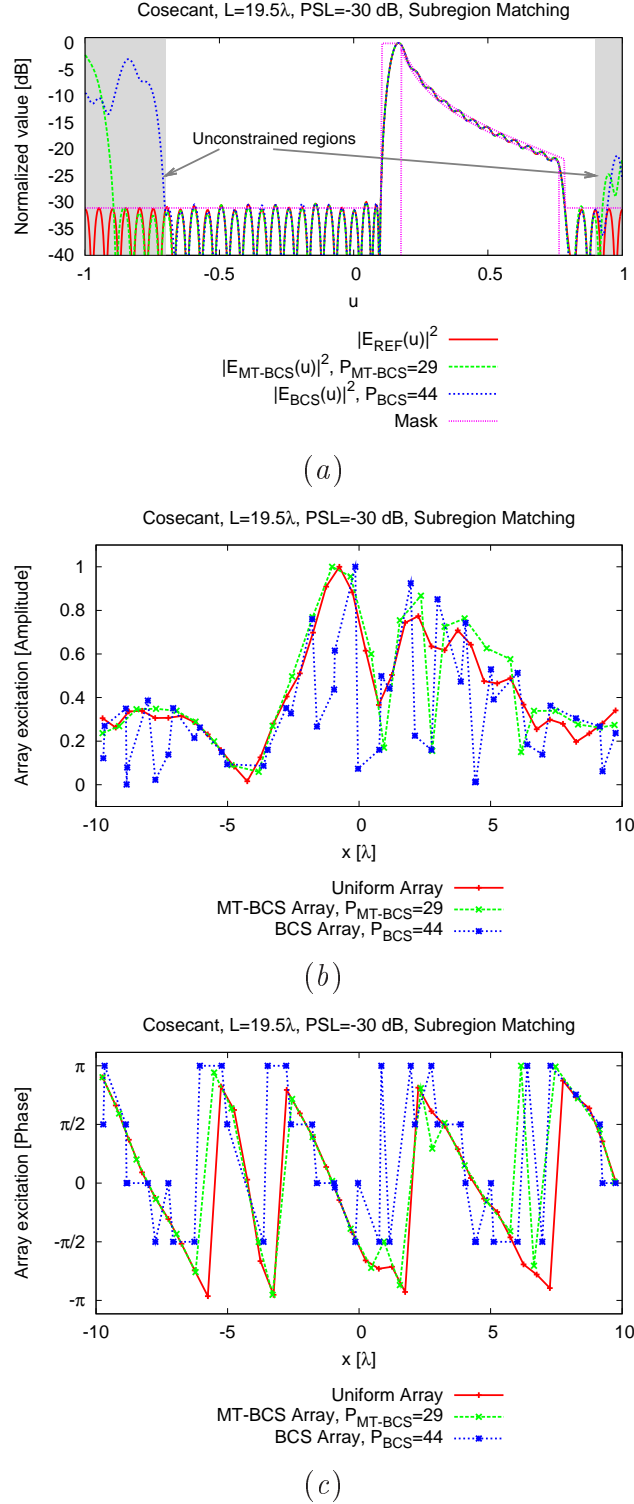 Cosecant, L=19.5λ, PSL=-30 dB, Subregion Matching
Normalized value [dB]
0
-5
-10
-15
-20
-25
-30
-35
-40
Unconstrained regions
-1
-0.5
0
0.5
1
u
|E_REF(u)|²
|E_MT-BCS(u)|², P_MT-BCS=29
|E_BCS(u)|², P_BCS=44
Mask
(a)
Cosecant, L=19.5λ, PSL=-30 dB, Subregion Matching
Array excitation [Amplitude]
1
0.8
0.6
0.4
0.2
0
-10
-5
0
5
10
x [λ]
Uniform Array
MT-BCS Array, P_MT-BCS=29
BCS Array, P_BCS=44
(b)
Cosecant, L=19.5λ, PSL=-30 dB, Subregion Matching
Array excitation [Phase]
π
π/2
0
-π/2
-π
-10
-5
0
5
10
x [λ]
Uniform Array
MT-BCS Array, P_MT-BCS=29
BCS Array, P_BCS=44
(c)